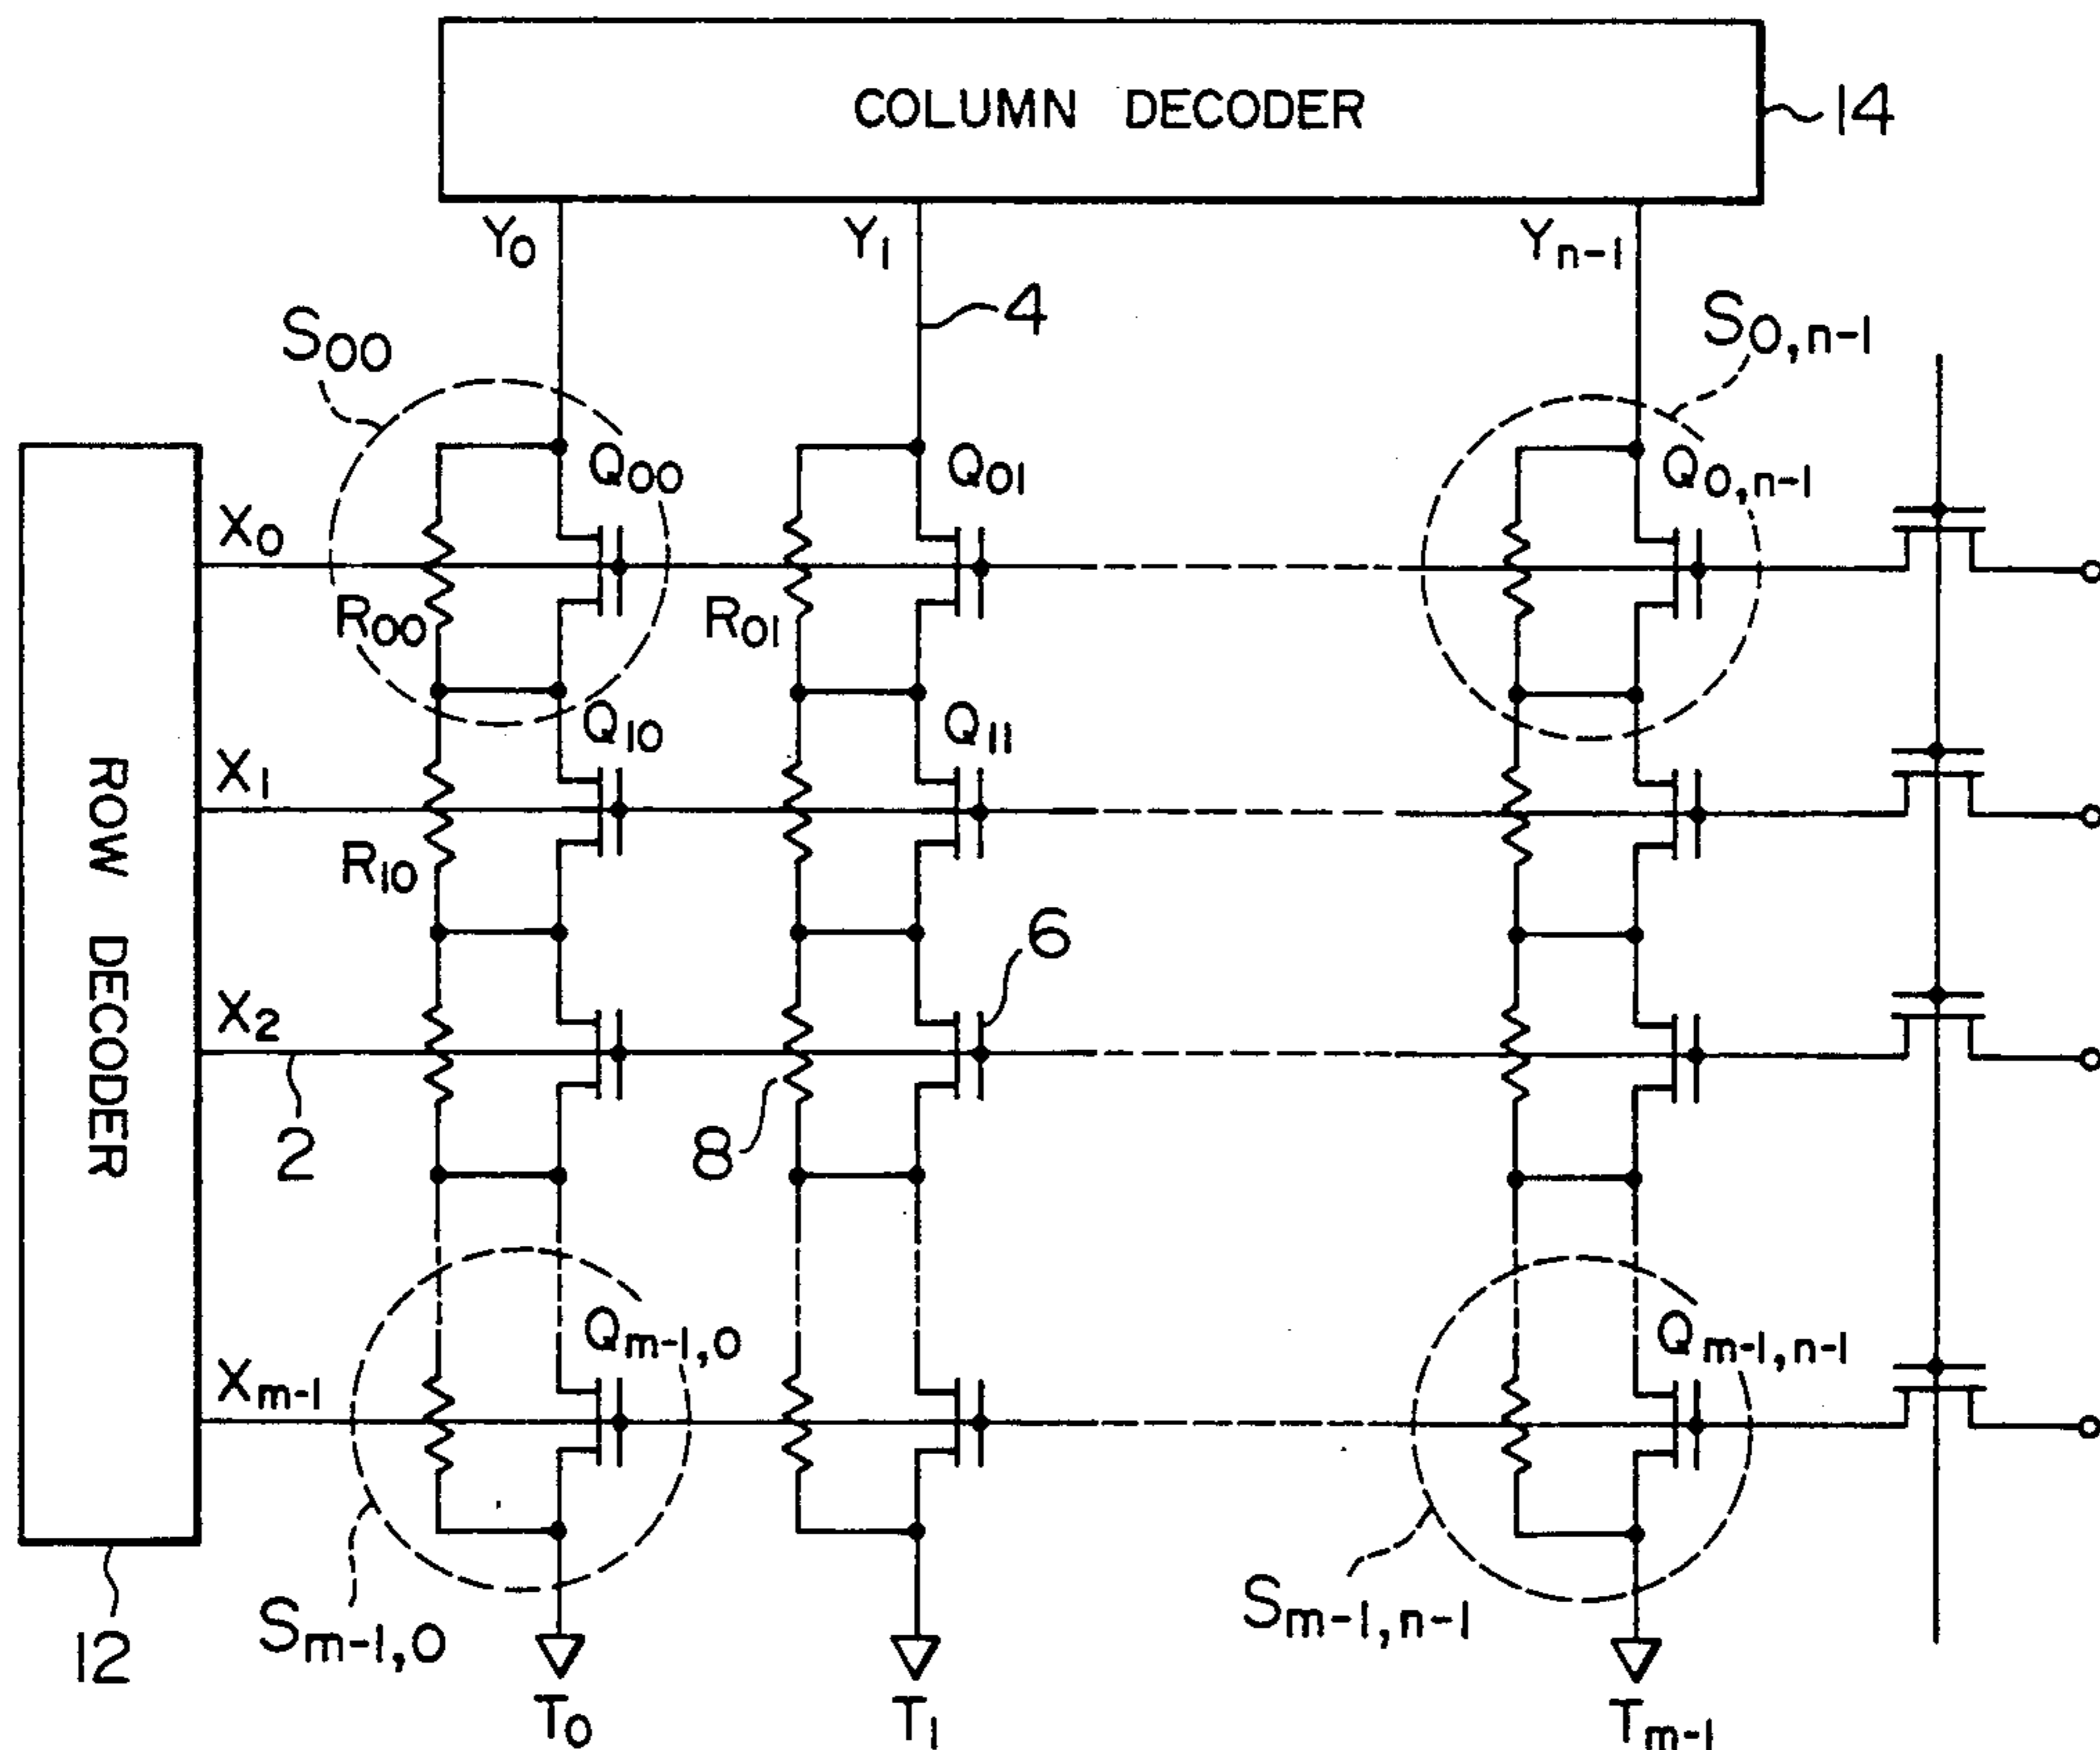 COLUMN DECODER
14
Y0
Y1
Yn-1
4
S00
S0,n-1
Q00
Q01
Q0,n-1
X0
R00
R01
Q10
Q11
X1
R10
ROW DECODER
6
X2
2
8
Qm-1,0
Qm-1,n-1
Xm-1
Sm-1,0
Sm-1,n-1
12
T0
T1
Tm-1